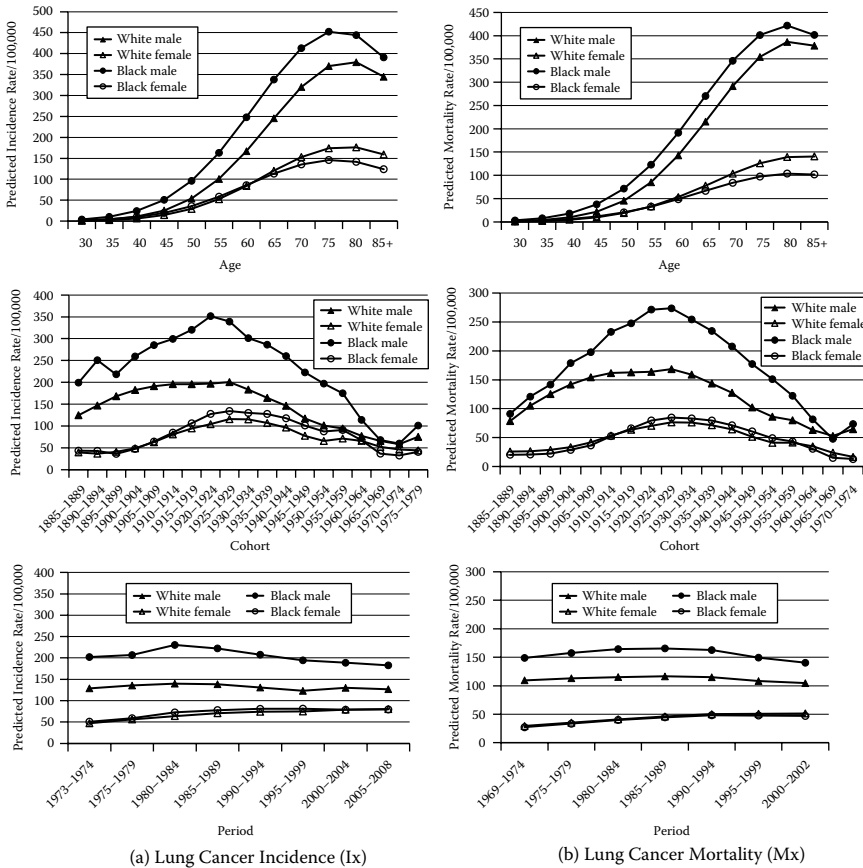 Predicted Incidence Rate/100,000
500
450
400
350
300
250
200
150
100
50
0
White male
White female
Black male
Black female
30 35 40 45 50 55 60 65 70 75 80 85+
Age
Predicted Mortality Rate/100,000
450
400
350
300
250
200
150
100
50
0
White male
White female
Black male
Black female
30 35 40 45 50 55 60 65 70 75 80 85+
Age
Predicted Incidence Rate/100,000
400
350
300
250
200
150
100
50
0
White male
White female
Black male
Black female
1885–1889
1890–1894
1895–1899
1900–1904
1905–1909
1910–1914
1915–1919
1920–1924
1925–1929
1930–1934
1935–1939
1940–1944
1945–1949
1950–1954
1955–1959
1960–1964
1965–1969
1970–1974
1975–1979
Cohort
Predicted Mortality Rate/100,000
300
250
200
150
100
50
0
White male
White female
Black male
Black female
1885–1889
1890–1894
1895–1899
1900–1904
1905–1909
1910–1914
1915–1919
1920–1924
1925–1929
1930–1934
1935–1939
1940–1944
1945–1949
1950–1954
1955–1959
1960–1964
1965–1969
1970–1974
Cohort
Predicted Incidence Rate/100,000
400
350
300
250
200
150
100
50
0
White male
White female
Black male
Black female
1973–1974
1975–1979
1980–1984
1985–1989
1990–1994
1995–1999
2000–2004
2005–2008
Period
(a) Lung Cancer Incidence (Ix)
Predicted Mortality Rate/100,000
300
250
200
150
100
50
0
White male
White female
Black male
Black female
1969–1974
1975–1979
1980–1984
1985–1989
1990–1994
1995–1999
2000–2002
Period
(b) Lung Cancer Mortality (Mx)